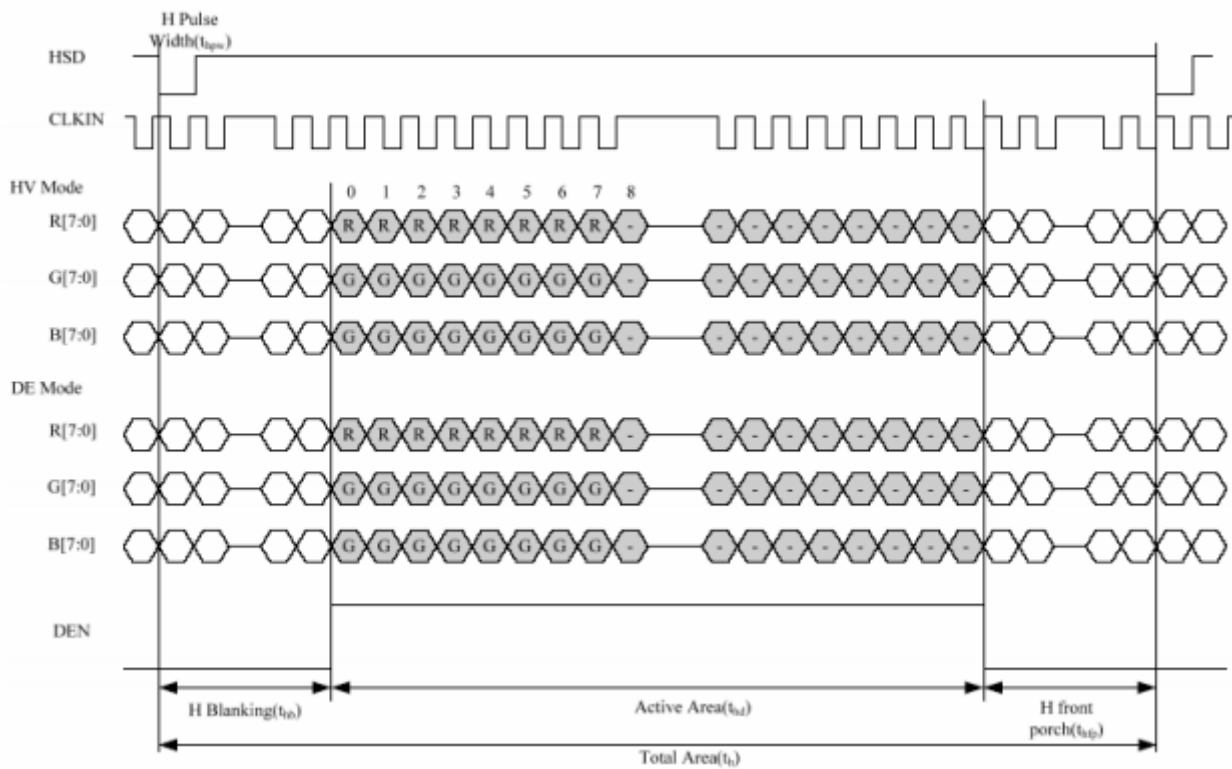 H Pulse
Width(thpw)
HSD
CLKIN
HV Mode
0 1 2 3 4 5 6 7 8
R[7:0] R R R R R R R R - - - - - - - - -
G[7:0] G G G G G G G G - - - - - - - - -
B[7:0] G G G G G G G G - - - - - - - - -
DE Mode
R[7:0] R R R R R R R R - - - - - - - - -
G[7:0] G G G G G G G G - - - - - - - - -
B[7:0] G G G G G G G G - - - - - - - - -
DEN
H Blanking(thb)
Active Area(thd)
H front
porch(thfp)
Total Area(th)